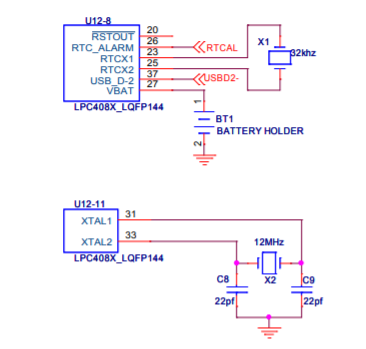 U12-8
RSTOUT 20
RTC_ALARM 26 RTCAL
RTCX1 23
RTCX2 25
USB_D-2 37 USBD2-
VBAT 27
LPC408X_LQFP144
X1
32khz
1
BT1
BATTERY HOLDER
2
U12-11
XTAL1 31
XTAL2 33
LPC408X_LQFP144
12MHz
X2
C8
22pf
C9
22pf